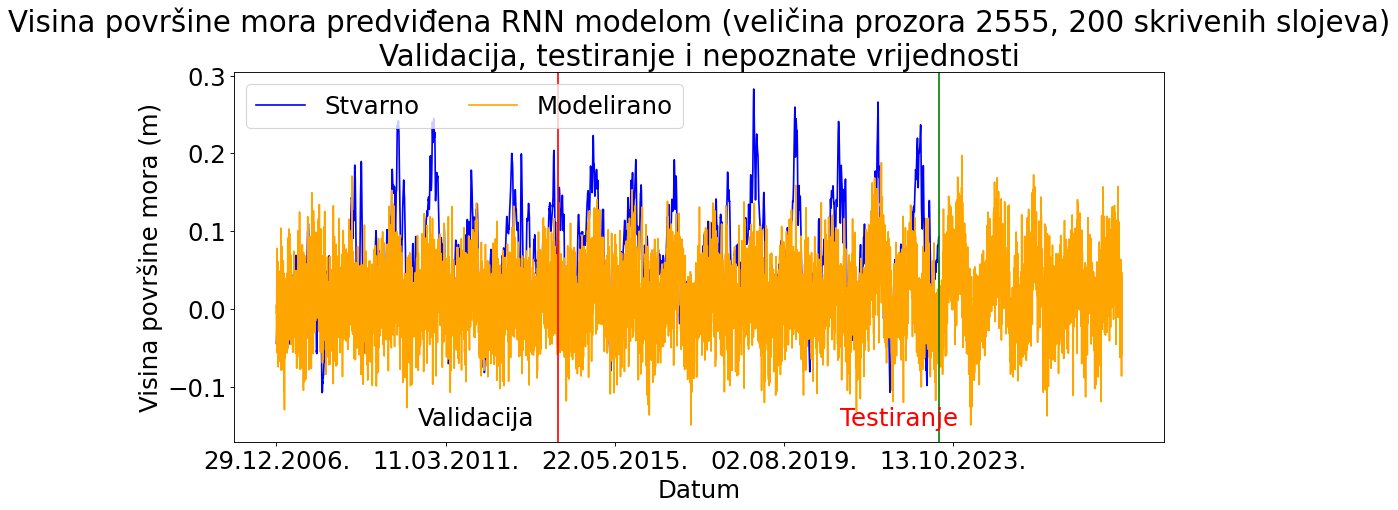 Visina površine mora predviđena RNN modelom (veličina prozora 2555, 200 skrivenih slojeva)
Validacija, testiranje i nepoznate vrijednosti
Stvarno
Modelirano
Visina površine mora (m)
0.3
0.2
0.1
0.0
−0.1
Validacija
Testiranje
29.12.2006.
11.03.2011.
22.05.2015.
02.08.2019.
13.10.2023.
Datum